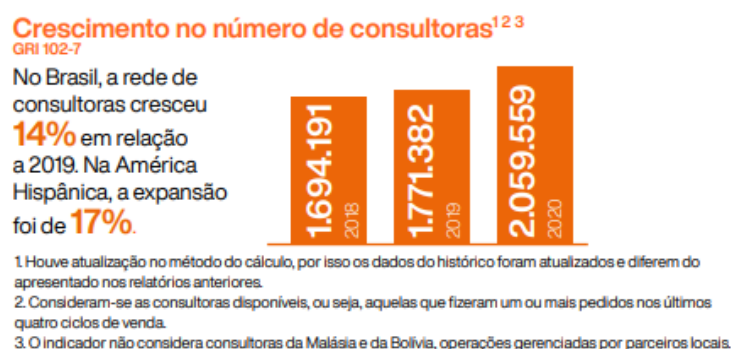 Crescimento no número de consultoras¹ ² ³
GRI 102-7
No Brasil, a rede de
consultoras cresceu
14% em relação
a 2019. Na América
Hispânica, a expansão
foi de 17%.
1.694.191
2018
1.771.382
2019
2.059.559
2020
1. Houve atualização no método do cálculo, por isso os dados do histórico foram atualizados e diferem do
apresentado nos relatórios anteriores.
2. Consideram-se as consultoras disponíveis, ou seja, aquelas que fizeram um ou mais pedidos nos últimos
quatro ciclos de venda.
3. O indicador não considera consultoras da Malásia e da Bolívia, operações gerenciadas por parceiros locais.